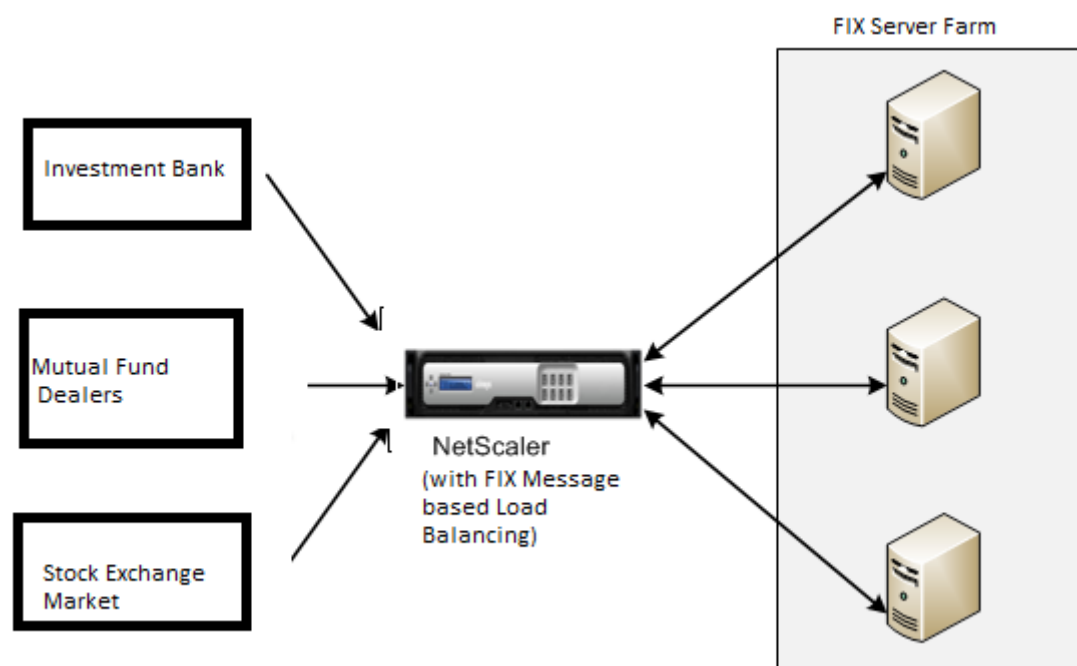 FIX Server Farm
Investment Bank
Mutual Fund
Dealers
Stock Exchange
Market
NetScaler
(with FIX Message
based Load
Balancing)